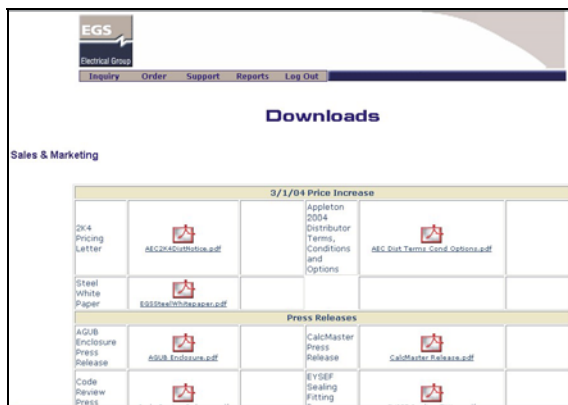 EGS
Electrical Group
Inquiry Order Support Reports Log Out
Downloads
Sales & Marketing
3/1/04 Price Increase
2K4
Pricing
Letter
AEC2K4DistNotice.pdf
Appleton
2004
Distributor
Terms,
Conditions
and
Options
AEC Dist Terms Cond Options.pdf
Steel
White
Paper
EGSSteelWhitepaper.pdf
Press Releases
AGUB
Enclosure
Press
Release
AGUB Enclosure.pdf
CalcMaster
Press
Release
CalcMaster Release.pdf
Code
Review
Press
EYSEF
Sealing
Fitting